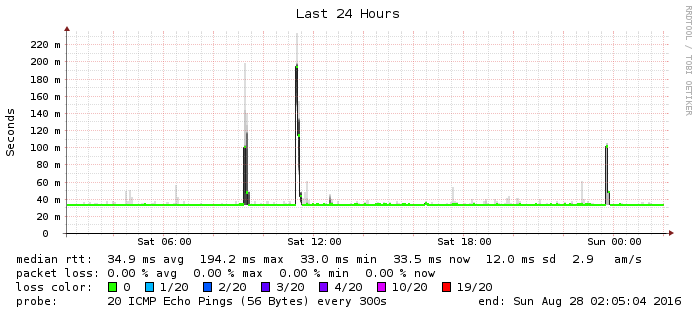 Last 24 Hours
RRDTOOL / TOBI OETIKER
Seconds
220 m
200 m
180 m
160 m
140 m
120 m
100 m
80 m
60 m
40 m
20 m
0
Sat 06:00 Sat 12:00 Sat 18:00 Sun 00:00
median rtt: 34.9 ms avg 194.2 ms max 33.0 ms min 33.5 ms now 12.0 ms sd 2.9 am/s
packet loss: 0.00 % avg 0.00 % max 0.00 % min 0.00 % now
loss color: 0 1/20 2/20 3/20 4/20 10/20 19/20
probe: 20 ICMP Echo Pings (56 Bytes) every 300s end: Sun Aug 28 02:05:04 2016